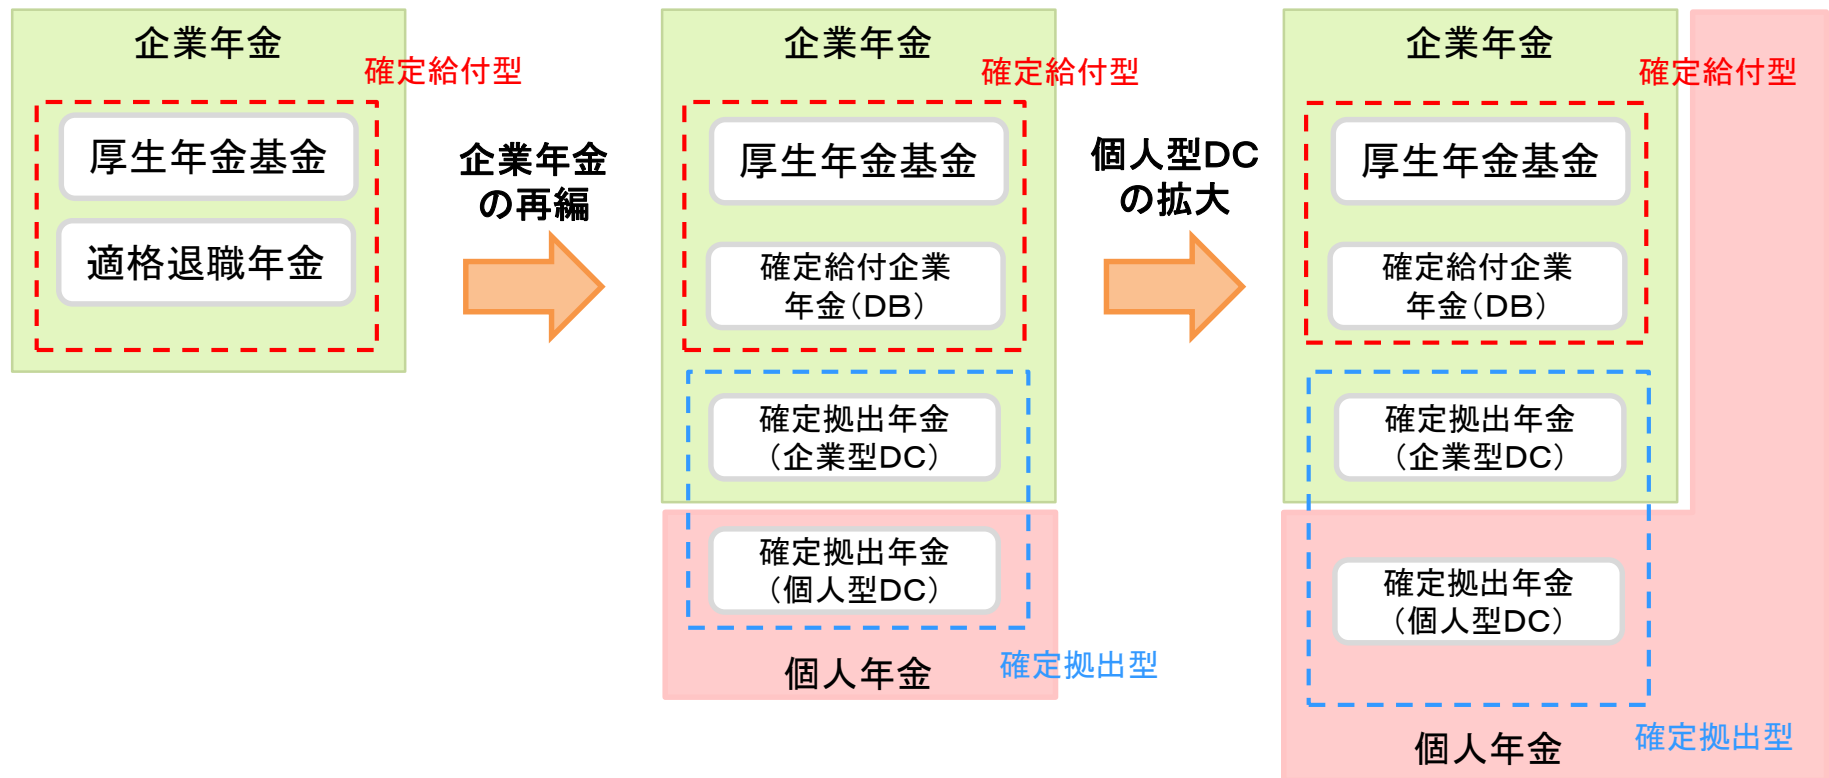 企業年金
確定給付型
厚生年金基金
適格退職年金
企業年金
の再編
企業年金
確定給付型
厚生年金基金
確定給付企業
年金（DB）
確定拠出年金
（企業型DC）
確定拠出年金
（個人型DC）
個人年金
確定拠出型
個人型DC
の拡大
企業年金
確定給付型
厚生年金基金
確定給付企業
年金（DB）
確定拠出年金
（企業型DC）
確定拠出年金
（個人型DC）
個人年金
確定拠出型